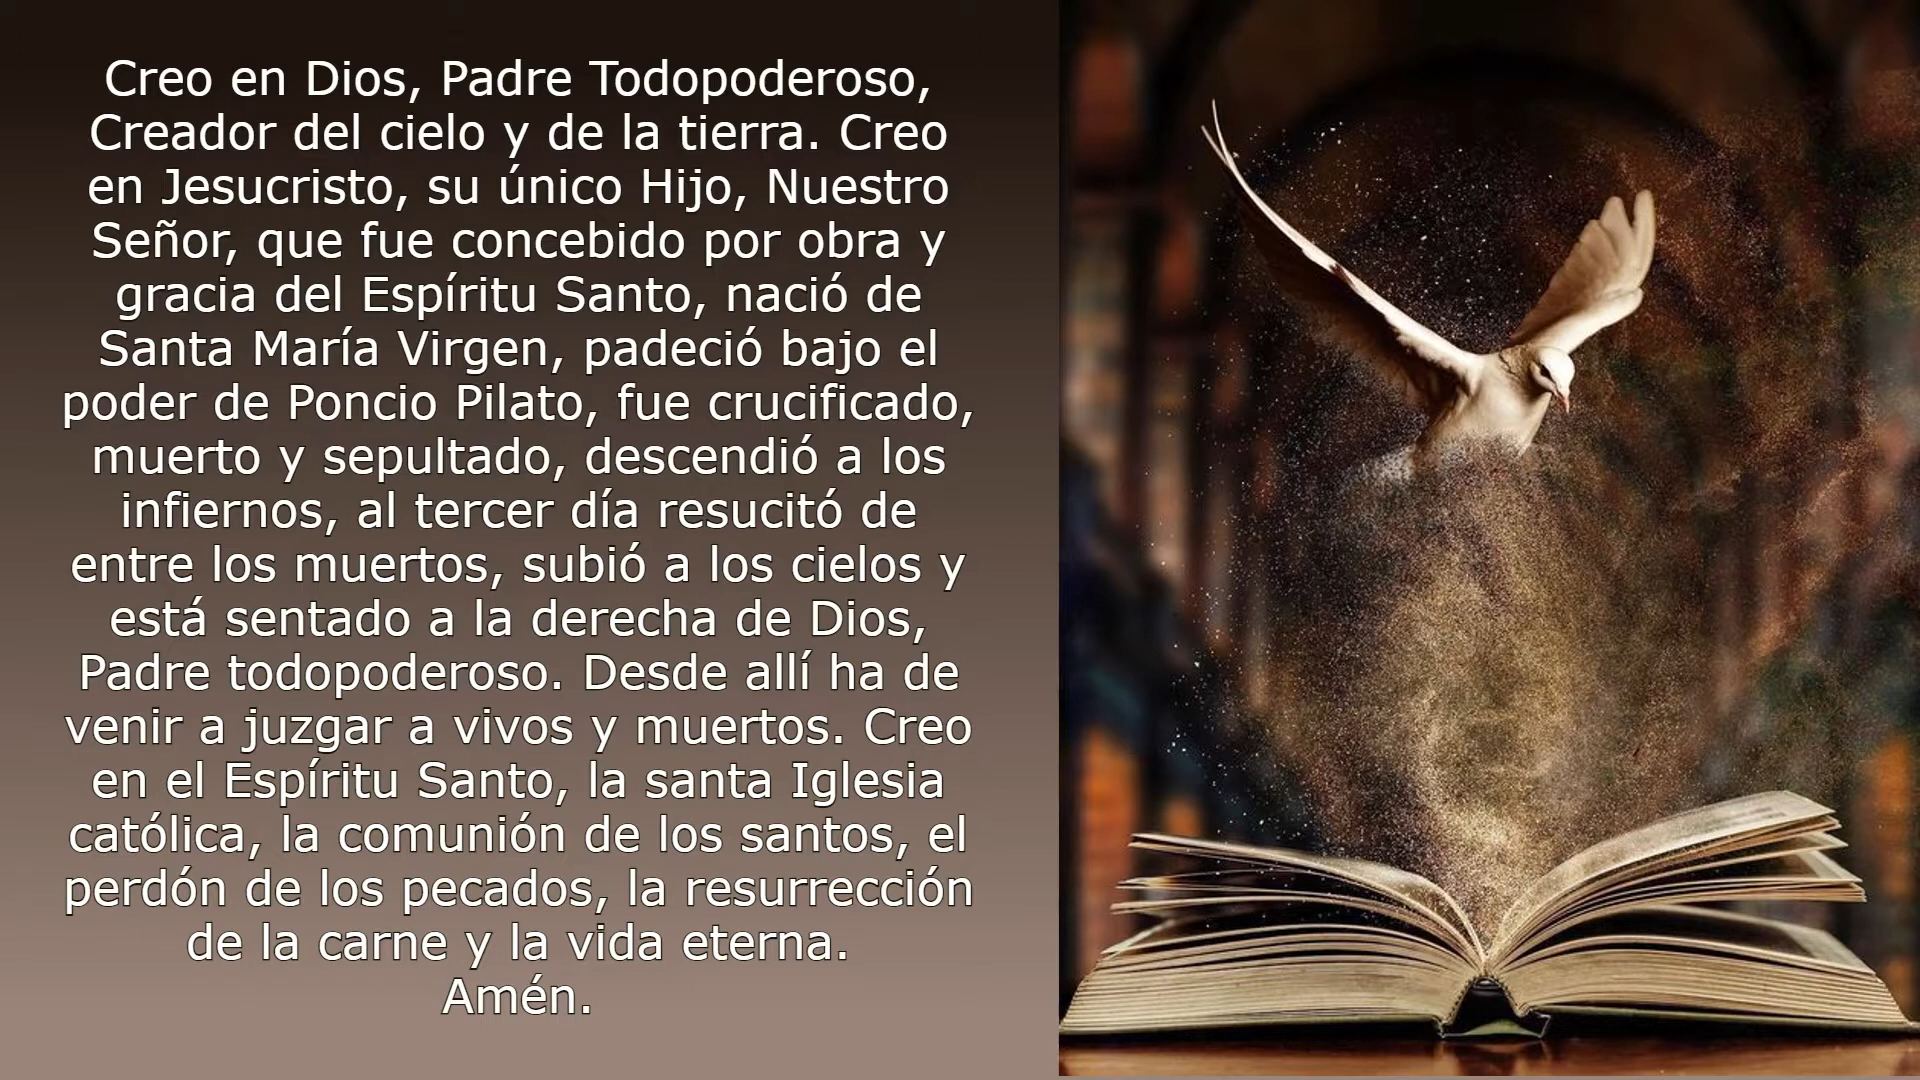 Creo en Dios, Padre Todopoderoso,
Creador del cielo y de la tierra. Creo
en Jesucristo, su único Hijo, Nuestro
Señor, que fue concebido por obra y
gracia del Espíritu Santo, nació de
Santa María Virgen, padeció bajo el
poder de Poncio Pilato, fue crucificado,
muerto y sepultado, descendió a los
infiernos, al tercer día resucitó de
entre los muertos, subió a los cielos y
está sentado a la derecha de Dios,
Padre todopoderoso. Desde allí ha de
venir a juzgar a vivos y muertos. Creo
en el Espíritu Santo, la santa Iglesia
católica, la comunión de los santos, el
perdón de los pecados, la resurrección
de la carne y la vida eterna.
Amén.